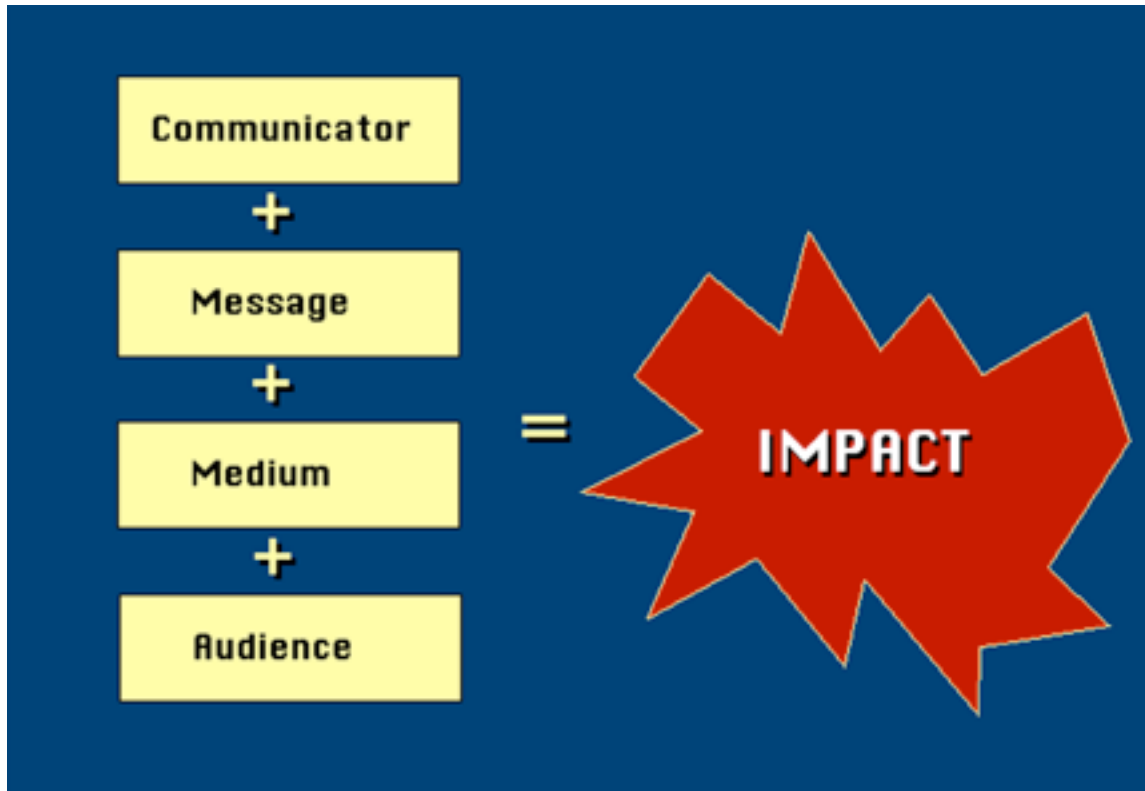 Communicator
+
Message
+
Medium
+
Audience
=
IMPACT